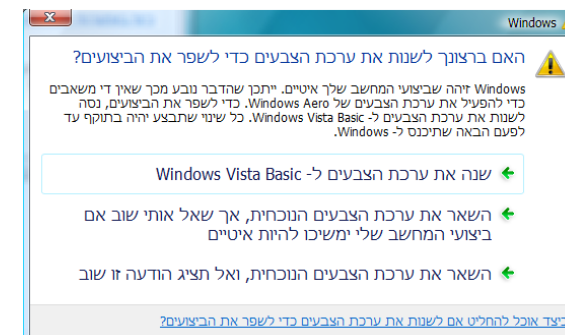 Windows
האם ברצונך לשנות את ערכת הצבעים כדי לשפר את הביצועים?
Windows זיהה שביצועי המחשב שלך איטיים. ייתכן שהדבר נובע מכך שאין די משאבים
כדי להפעיל את ערכת הצבעים של Windows Aero. כדי לשפר את הביצועים, נסה
לשנות את ערכת הצבעים ל- Windows Vista Basic. כל שינוי שתבצע יהיה בתוקף עד
לפעם הבאה שתיכנס ל- Windows.
שנה את ערכת הצבעים ל- Windows Vista Basic
השאר את ערכת הצבעים הנוכחית, אך שאל אותי שוב אם
ביצועי המחשב שלי ימשיכו להיות איטיים
השאר את ערכת הצבעים הנוכחית, ואל תציג הודעה זו שוב
כיצד אוכל להחליט אם לשנות את ערכת הצבעים כדי לשפר את הביצועים?